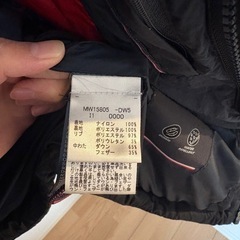 MW15805 -DW5
II 0000
表地 ナイロン 100%
裏地 ポリエステル 100%
リブ ポリエステル 97%
ポリウレタン 3%
中わた ダウン 65%
フェザー 35%